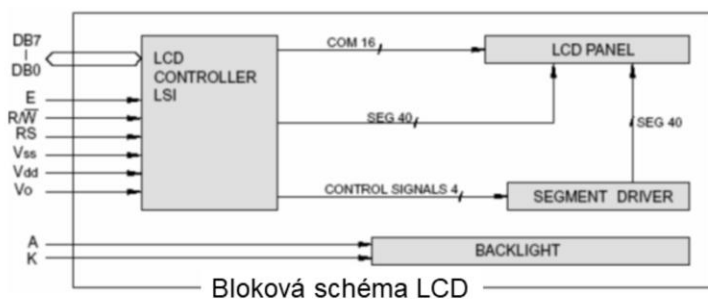 DB7
|
DB0
E
R/W̅
RS
Vss
Vdd
Vo
A
K
LCD
CONTROLLER
LSI
COM 16
SEG 40
CONTROL SIGNALS 4
LCD PANEL
SEG 40
SEGMENT DRIVER
BACKLIGHT
Bloková schéma LCD